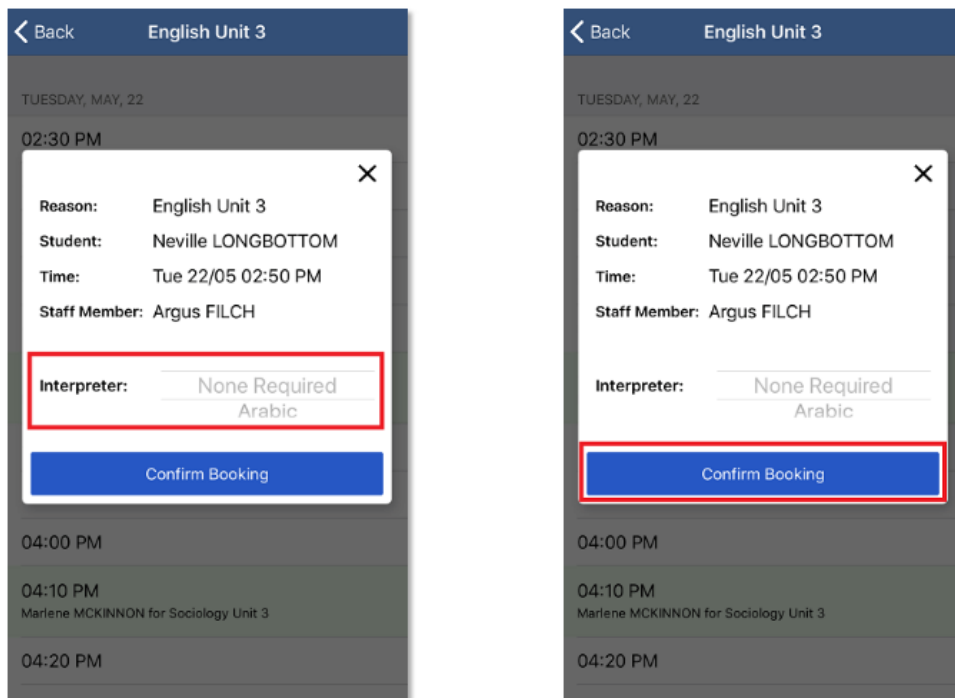 Back English Unit 3
TUESDAY, MAY, 22
02:30 PM
Reason: English Unit 3
Student: Neville LONGBOTTOM
Time: Tue 22/05 02:50 PM
Staff Member: Argus FILCH
Interpreter: None Required
Arabic
Confirm Booking
04:00 PM
04:10 PM
Marlene MCKINNON for Sociology Unit 3
04:20 PM
Back English Unit 3
TUESDAY, MAY, 22
02:30 PM
Reason: English Unit 3
Student: Neville LONGBOTTOM
Time: Tue 22/05 02:50 PM
Staff Member: Argus FILCH
Interpreter: None Required
Arabic
Confirm Booking
04:00 PM
04:10 PM
Marlene MCKINNON for Sociology Unit 3
04:20 PM